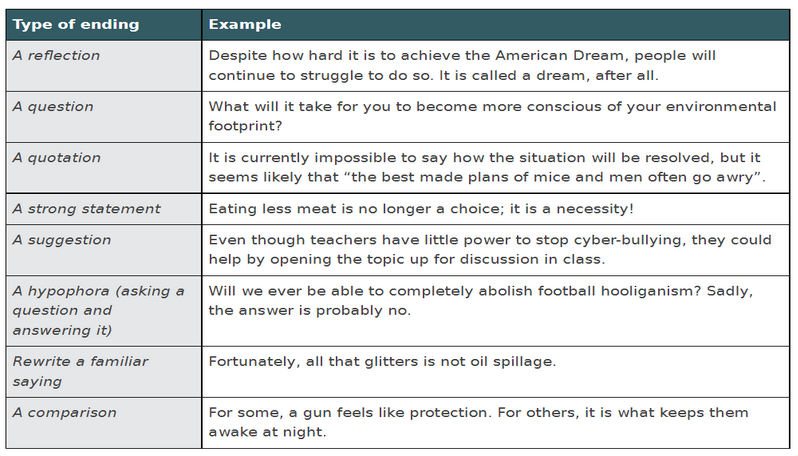 Type of ending
Example
A reflection
Despite how hard it is to achieve the American Dream, people will
continue to struggle to do so. It is called a dream, after all.
A question
What will it take for you to become more conscious of your environmental
footprint?
A quotation
It is currently impossible to say how the situation will be resolved, but it
seems likely that “the best made plans of mice and men often go awry”.
A strong statement
Eating less meat is no longer a choice; it is a necessity!
A suggestion
Even though teachers have little power to stop cyber-bullying, they could
help by opening the topic up for discussion in class.
A hypophora (asking a
question and
answering it)
Will we ever be able to completely abolish football hooliganism? Sadly,
the answer is probably no.
Rewrite a familiar
saying
Fortunately, all that glitters is not oil spillage.
A comparison
For some, a gun feels like protection. For others, it is what keeps them
awake at night.